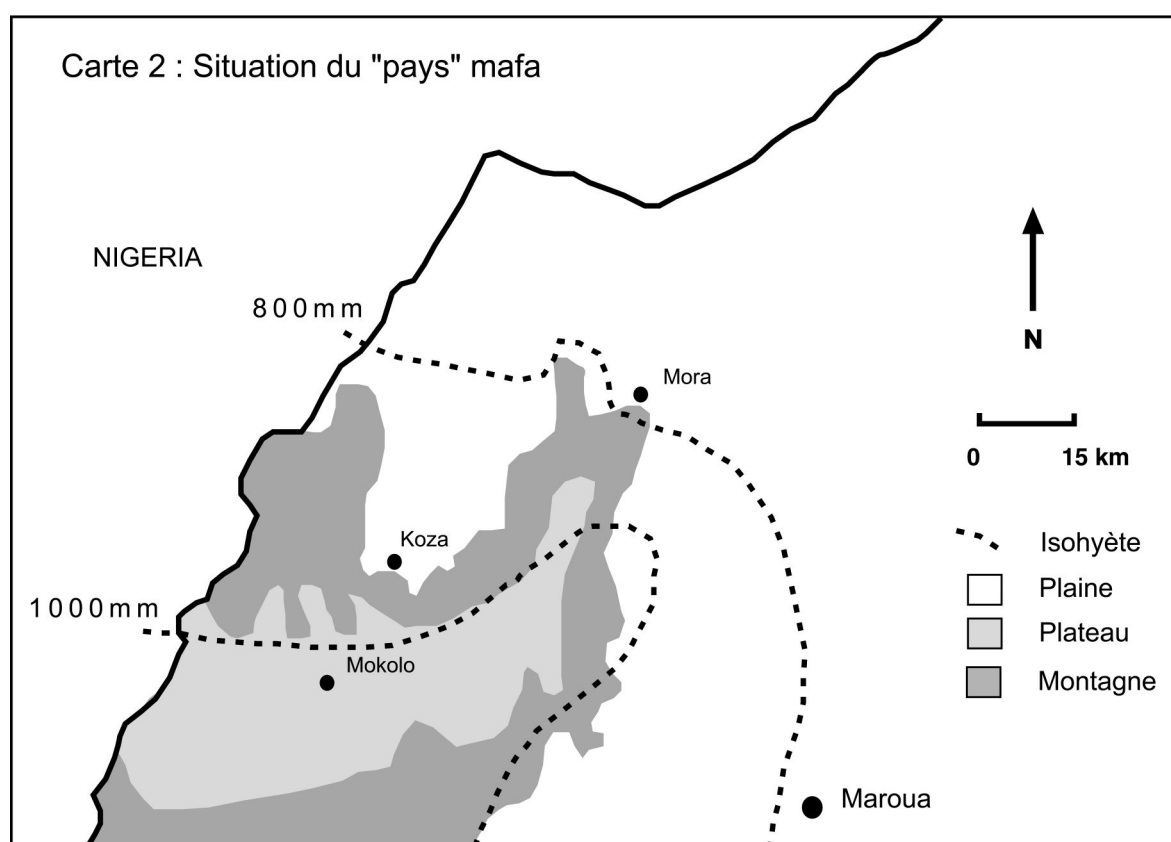 Carte 2 : Situation du "pays" mafa
NIGERIA
800mm
N
Mora
0 15 km
Koza
Isohyète
Plaine
1000mm
Plateau
Mokolo
Montagne
Maroua